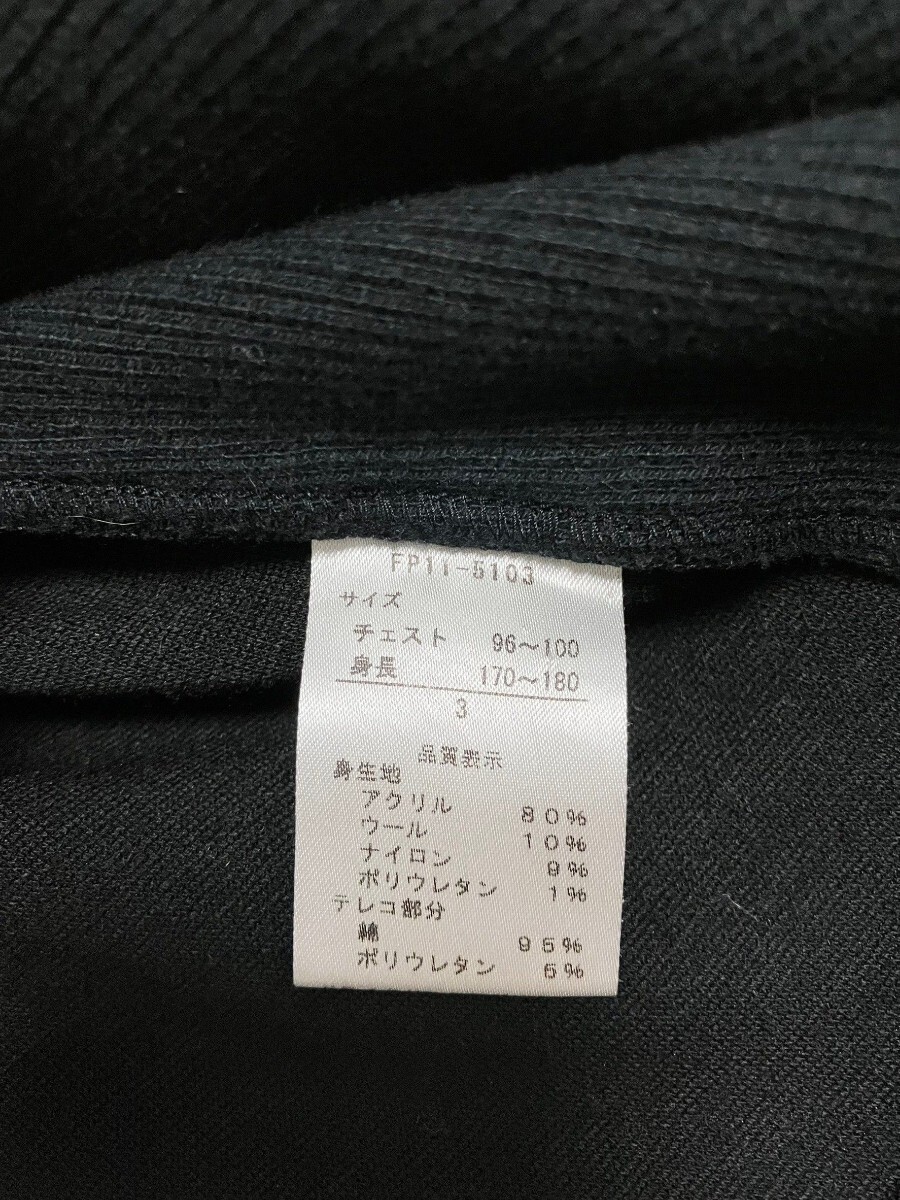 FP11-5103
サイズ
チェスト 96～100
身長 170～180
3
品質表示
身生地
アクリル 80%
ウール 10%
ナイロン 9%
ポリウレタン 1%
テレコ部分
綿 95%
ポリウレタン 5%